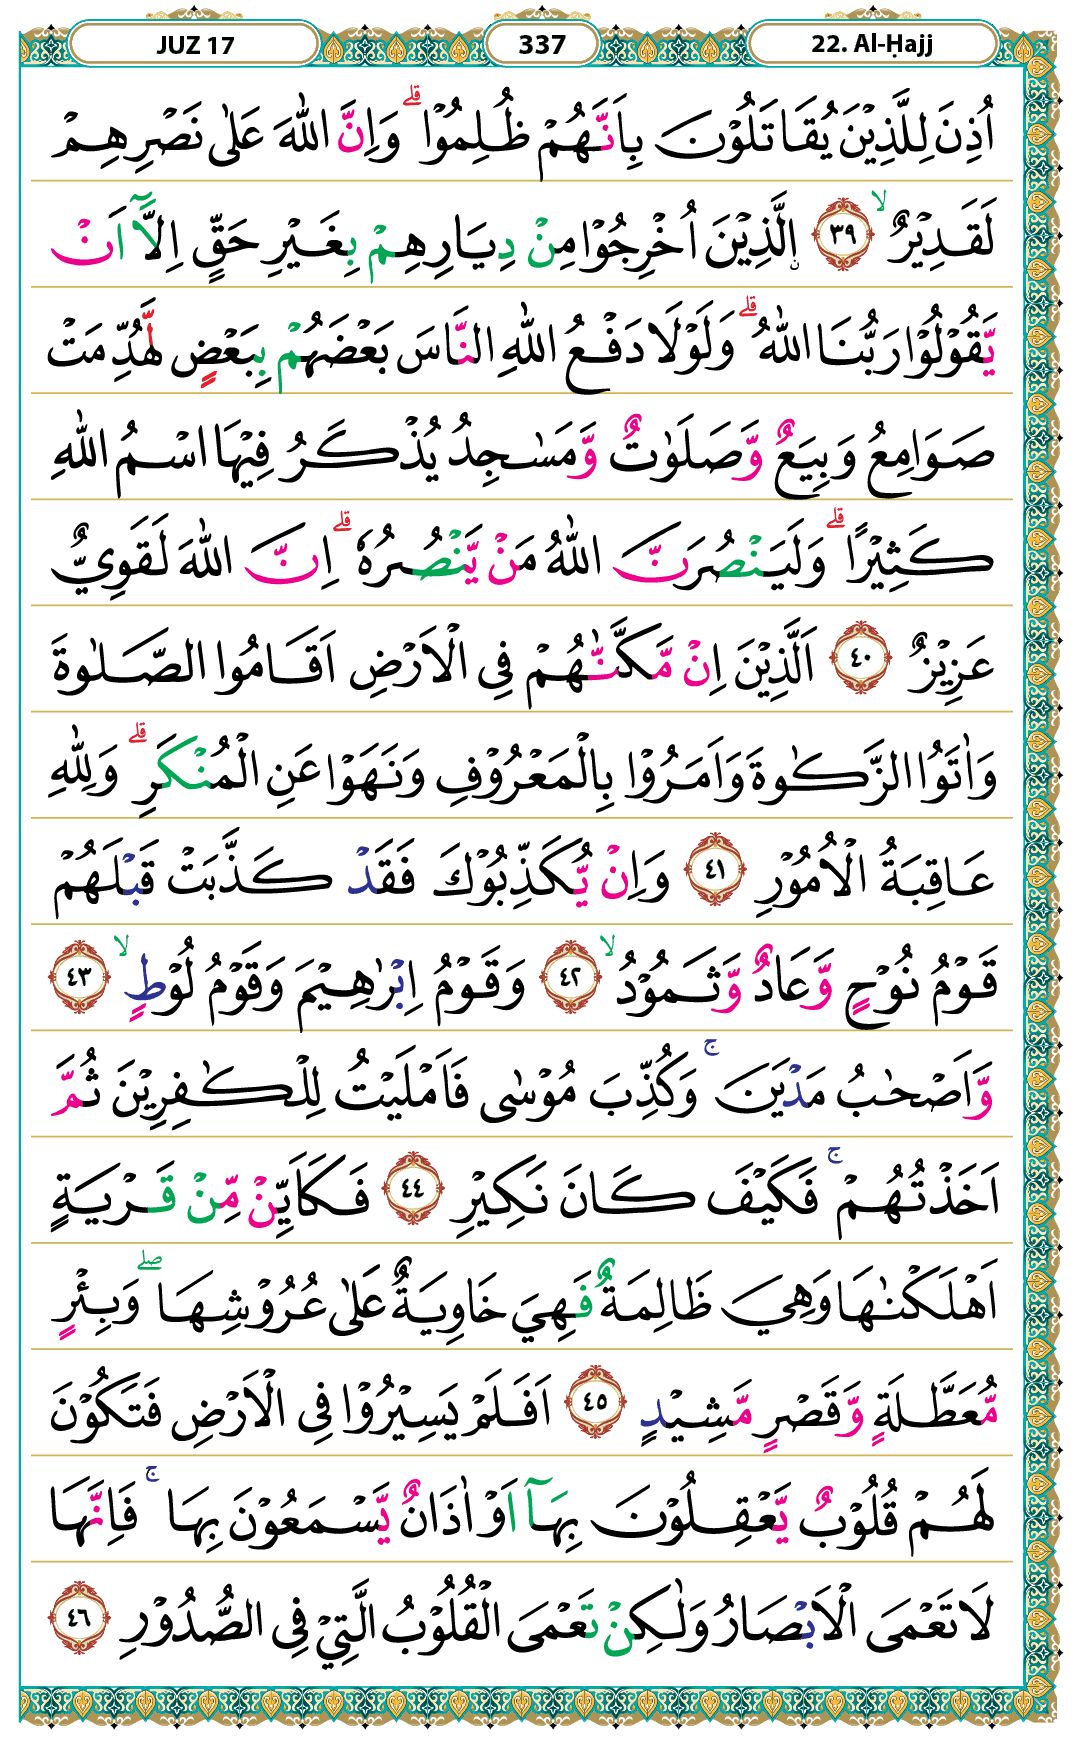 JUZ 17
337
22. Al-Ḥajj
اُذِنَ لِلَّذِيْنَ يُقَاتَلُوْنَ بِاَنَّهُمْ ظُلِمُوْا ۗ وَاِنَّ اللّٰهَ عَلٰى نَصْرِهِمْ
لَقَدِيْرٌ ۙ ٣٩ ۨالَّذِيْنَ اُخْرِجُوْا مِنْ دِيَارِهِمْ بِغَيْرِ حَقٍّ اِلَّآ اَنْ
يَّقُوْلُوْا رَبُّنَا اللّٰهُ ۗ وَلَوْلَا دَفْعُ اللّٰهِ النَّاسَ بَعْضَهُمْ بِبَعْضٍ لَّهُدِّمَتْ
صَوَامِعُ وَبِيَعٌ وَّصَلَوٰتٌ وَّمَسٰجِدُ يُذْكَرُ فِيْهَا اسْمُ اللّٰهِ
كَثِيْرًا ۗ وَلَيَنْصُرَنَّ اللّٰهُ مَنْ يَّنْصُرُهٗ ۗ اِنَّ اللّٰهَ لَقَوِيٌّ
عَزِيْزٌ ٤٠ اَلَّذِيْنَ اِنْ مَّكَّنّٰهُمْ فِى الْاَرْضِ اَقَامُوا الصَّلٰوةَ
وَاٰتَوُا الزَّكٰوةَ وَاَمَرُوْا بِالْمَعْرُوْفِ وَنَهَوْا عَنِ الْمُنْكَرِ ۗ وَلِلّٰهِ
عَاقِبَةُ الْاُمُوْرِ ٤١ وَاِنْ يُّكَذِّبُوْكَ فَقَدْ كَذَّبَتْ قَبْلَهُمْ
قَوْمُ نُوْحٍ وَّعَادٌ وَّثَمُوْدُ ۙ ٤٢ وَقَوْمُ اِبْرٰهِيْمَ وَقَوْمُ لُوْطٍ ۙ ٤٣
وَّاَصْحٰبُ مَدْيَنَ ۚ وَكُذِّبَ مُوْسٰى فَاَمْلَيْتُ لِلْكٰفِرِيْنَ ثُمَّ
اَخَذْتُهُمْ ۚ فَكَيْفَ كَانَ نَكِيْرِ ٤٤ فَكَاَيِّنْ مِّنْ قَرْيَةٍ
اَهْلَكْنٰهَا وَهِيَ ظَالِمَةٌ فَهِيَ خَاوِيَةٌ عَلٰى عُرُوْشِهَا ۖ وَبِئْرٍ
مُّعَطَّلَةٍ وَّقَصْرٍ مَّشِيْدٍ ٤٥ اَفَلَمْ يَسِيْرُوْا فِى الْاَرْضِ فَتَكُوْنَ
لَهُمْ قُلُوْبٌ يَّعْقِلُوْنَ بِهَآ اَوْ اٰذَانٌ يَّسْمَعُوْنَ بِهَا ۚ فَاِنَّهَا
لَا تَعْمَى الْاَبْصَارُ وَلٰكِنْ تَعْمَى الْقُلُوْبُ الَّتِيْ فِى الصُّدُوْرِ ٤٦